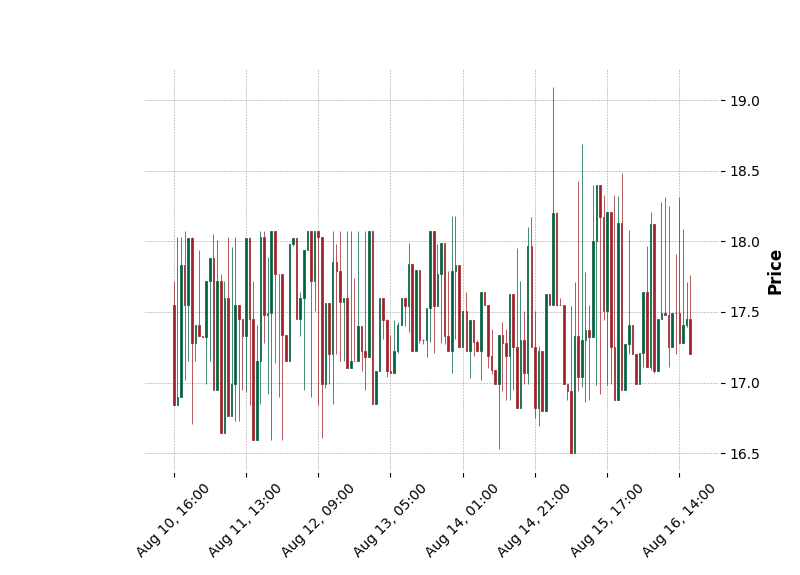 19.0
18.5
18.0
17.5
17.0
16.5
Price
Aug 10, 16:00
Aug 11, 13:00
Aug 12, 09:00
Aug 13, 05:00
Aug 14, 01:00
Aug 14, 21:00
Aug 15, 17:00
Aug 16, 14:00